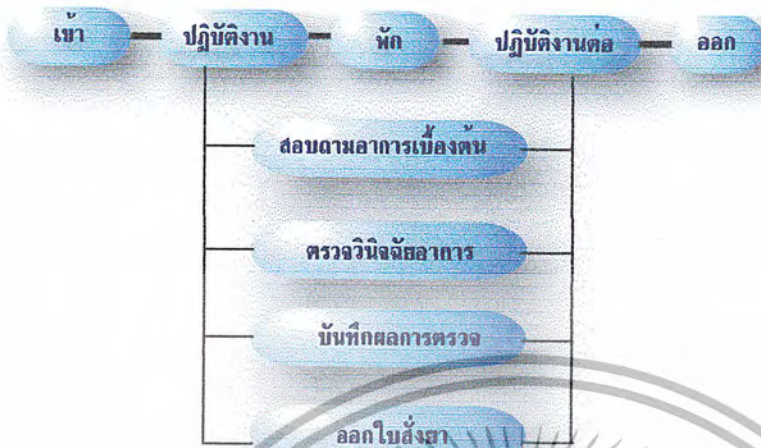 เข้า ปฎิบัติงาน พัก ปฎิบัติงานต่อ ออก
สอบถามอาการเบื้องต้น
ตรวจวินิจฉัยอาการ
บันทึกผลการตรวจ
ออกใบสั่งยา